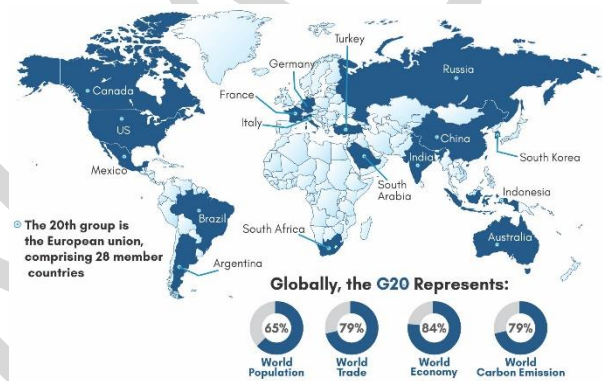 Turkey
Germany
Russia
Canada
France
US
Italy
China
India
South Korea
Mexico
South
Arabia
Indonesia
The 20th group is
the European union,
comprising 28 member
countries
Brazil
South Africa
Australia
Argentina
Globally, the G20 Represents:
65%
79%
84%
79%
World
Population
World
Trade
World
Economy
World
Carbon Emission